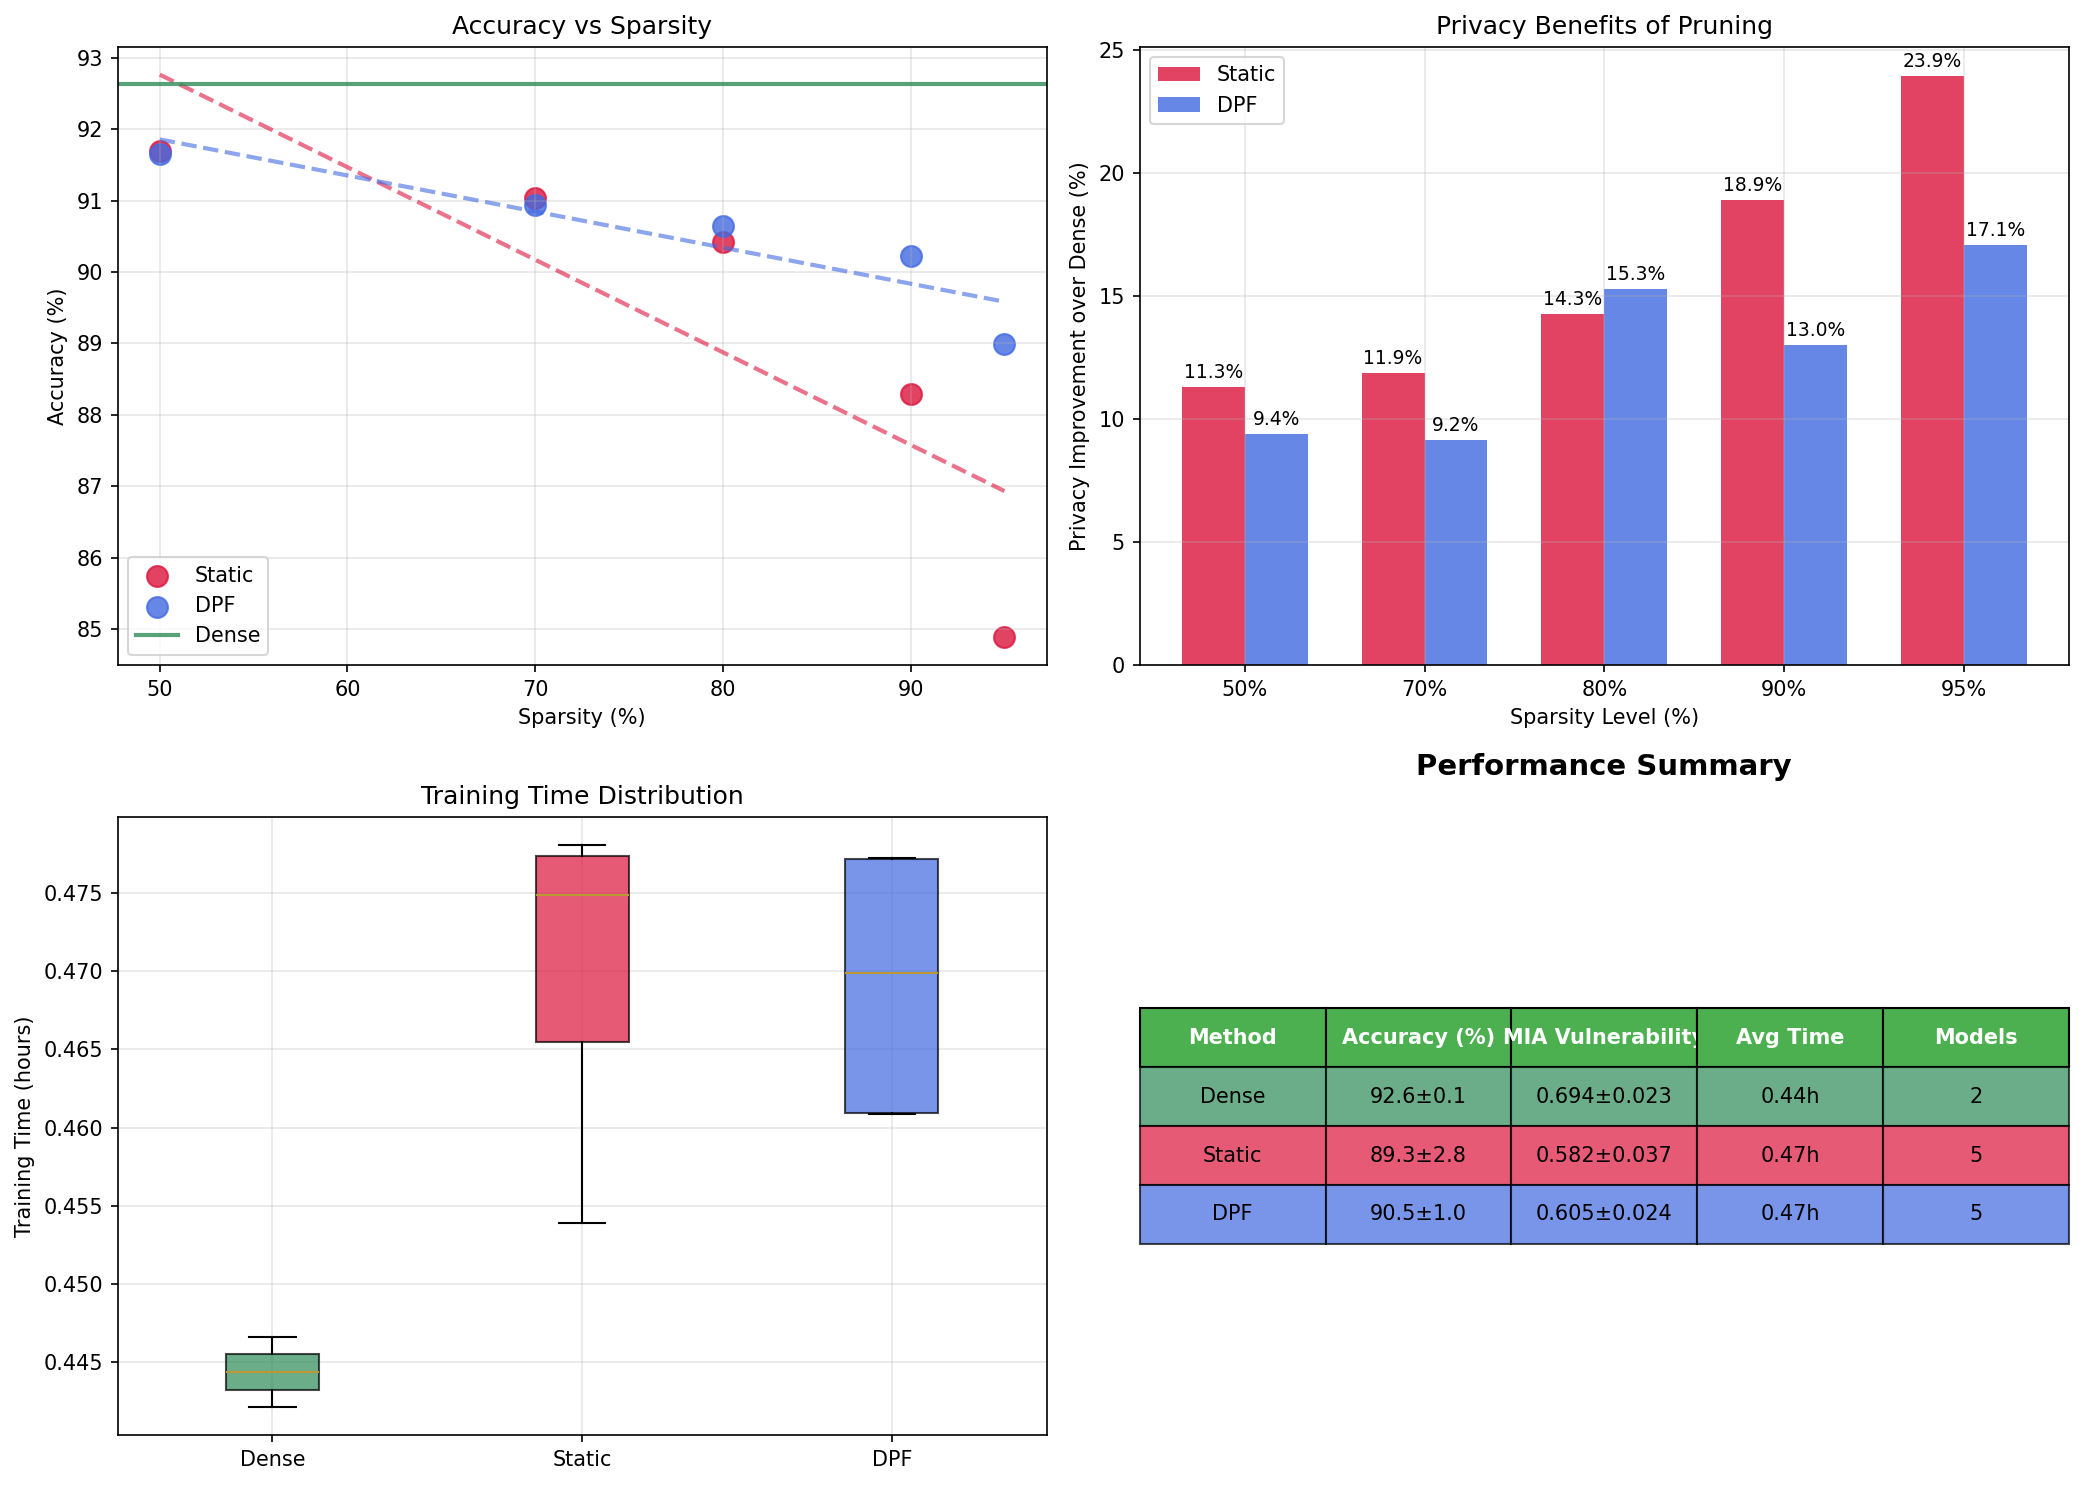 Accuracy vs Sparsity
93
92
91
90
89
88
87
86
85
Accuracy (%)
Static
DPF
Dense
50 60 70 80 90
Sparsity (%)
Privacy Benefits of Pruning
25
20
15
10
5
0
Privacy Improvement over Dense (%)
Static
DPF
11.3%
9.4%
11.9%
9.2%
14.3%
15.3%
18.9%
13.0%
23.9%
17.1%
50% 70% 80% 90% 95%
Sparsity Level (%)
Training Time Distribution
0.475
0.470
0.465
0.460
0.455
0.450
0.445
Training Time (hours)
Dense Static DPF
Performance Summary
Method Accuracy (%) MIA Vulnerability Avg Time Models
Dense 92.6±0.1 0.694±0.023 0.44h 2
Static 89.3±2.8 0.582±0.037 0.47h 5
DPF 90.5±1.0 0.605±0.024 0.47h 5